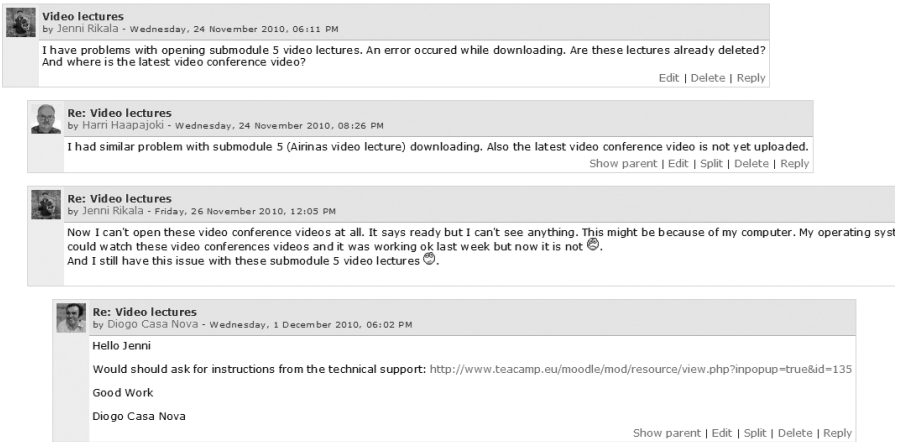 Video lectures
by Jenni Rikala - Wednesday, 24 November 2010, 06:11 PM
I have problems with opening submodule 5 video lectures. An error occured while downloading. Are these lectures already deleted?
And where is the latest video conference video?
Edit | Delete | Reply
Re: Video lectures
by Harri Haapajoki - Wednesday, 24 November 2010, 08:26 PM
I had similar problem with submodule 5 (Airinas video lecture) downloading. Also the latest video conference video is not yet uploaded.
Show parent | Edit | Split | Delete | Reply
Re: Video lectures
by Jenni Rikala - Friday, 26 November 2010, 12:05 PM
Now I can't open these video conference videos at all. It says ready but I can't see anything. This might be because of my computer. My operating syst
could watch these video conferences videos and it was working ok last week but now it is not
And I still have this issue with these submodule 5 video lectures .
Re: Video lectures
by Diogo Casa Nova - Wednesday, 1 December 2010, 06:02 PM
Hello Jenni
Would should ask for instructions from the technical support: http://www.teacamp.eu/moodle/mod/resource/view.php?inpopup=true&id=135
Good Work
Diogo Casa Nova
Show parent | Edit | Split | Delete | Reply